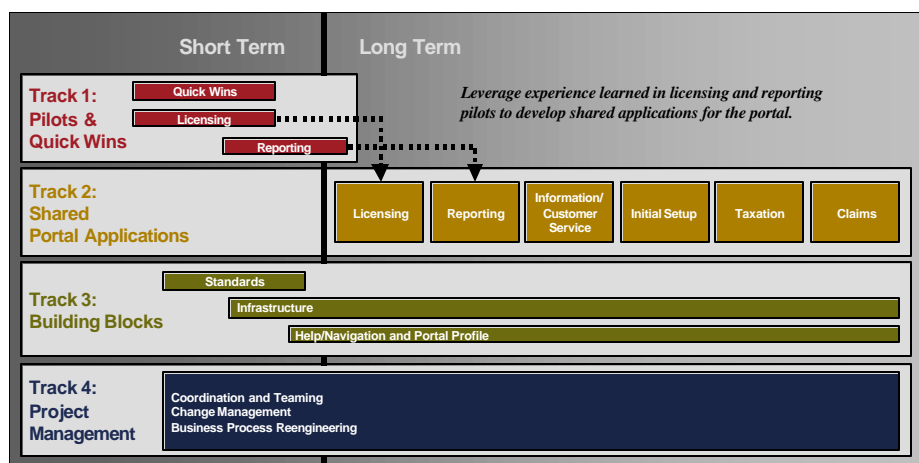 Short Term
Long Term
Track 1:
Pilots &
Quick Wins
Quick Wins
Licensing
Reporting
Leverage experience learned in licensing and reporting
pilots to develop shared applications for the portal.
Track 2:
Shared
Portal Applications
Licensing
Reporting
Information/
Customer
Service
Initial Setup
Taxation
Claims
Track 3:
Building Blocks
Standards
Infrastructure
Help/Navigation and Portal Profile
Track 4:
Project
Management
Coordination and Teaming
Change Management
Business Process Reengineering